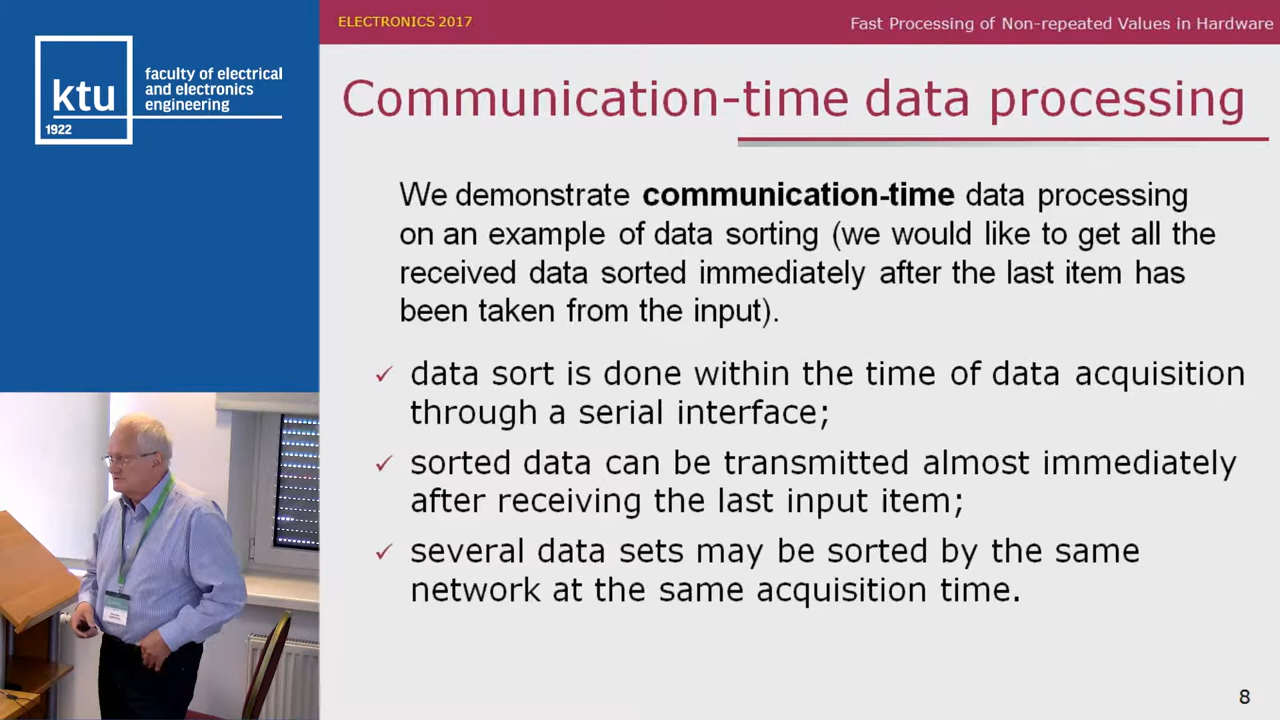 ktu
1922
faculty of electrical
and electronics
engineering
ELECTRONICS 2017
Fast Processing of Non-repeated Values in Hardware
Communication-time data processing
We demonstrate communication-time data processing
on an example of data sorting (we would like to get all the
received data sorted immediately after the last item has
been taken from the input).
✓ data sort is done within the time of data acquisition
through a serial interface;
✓ sorted data can be transmitted almost immediately
after receiving the last input item;
✓ several data sets may be sorted by the same
network at the same acquisition time.
8